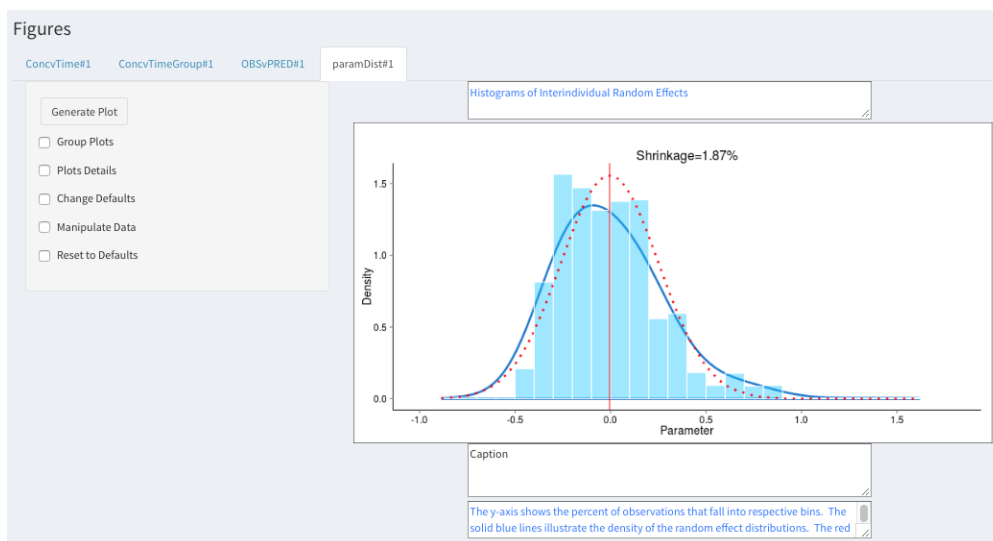 Figures
ConcvTime#1 ConcvTimeGroup#1 OBSvPRED#1 paramDist#1
Generate Plot
Group Plots
Plots Details
Change Defaults
Manipulate Data
Reset to Defaults
Histograms of Interindividual Random Effects
Shrinkage=1.87%
1.5
1.0
0.5
0.0
Density
-1.0 -0.5 0.0 0.5 1.0 1.5
Parameter
Caption
The y-axis shows the percent of observations that fall into respective bins. The
solid blue lines illustrate the density of the random effect distributions. The red